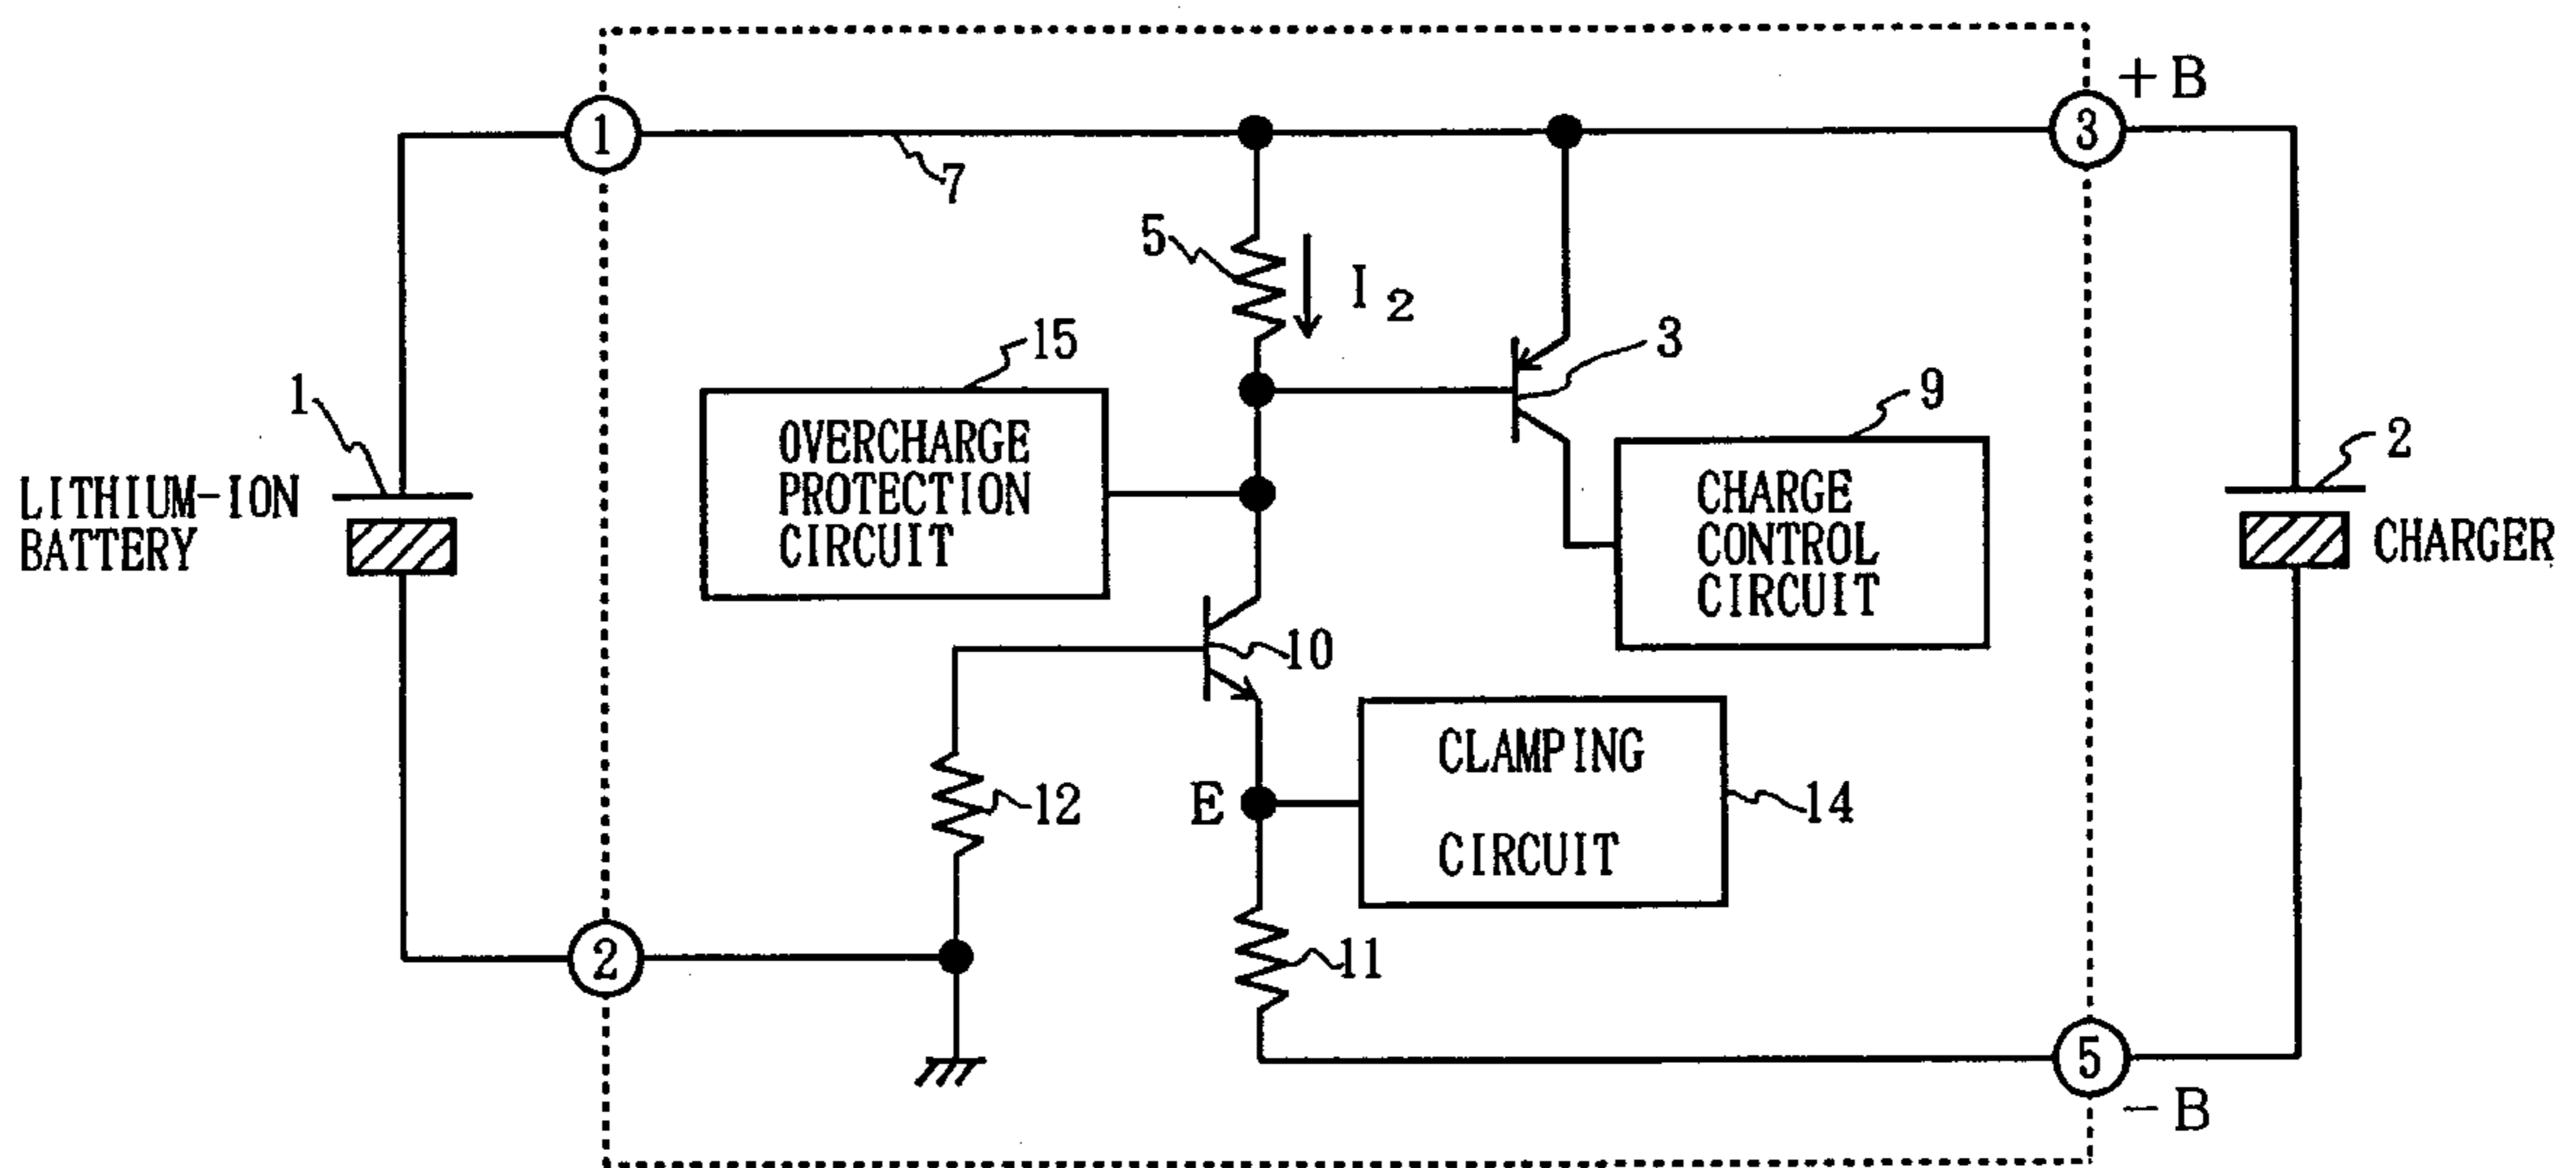 +B
1
3
7
5
I2
15
3
1
9
2
OVERCHARGE
PROTECTION
CIRCUIT
LITHIUM-ION
BATTERY
CHARGE
CONTROL
CIRCUIT
CHARGER
10
CLAMPING
CIRCUIT
12
E
14
11
2
5
-B